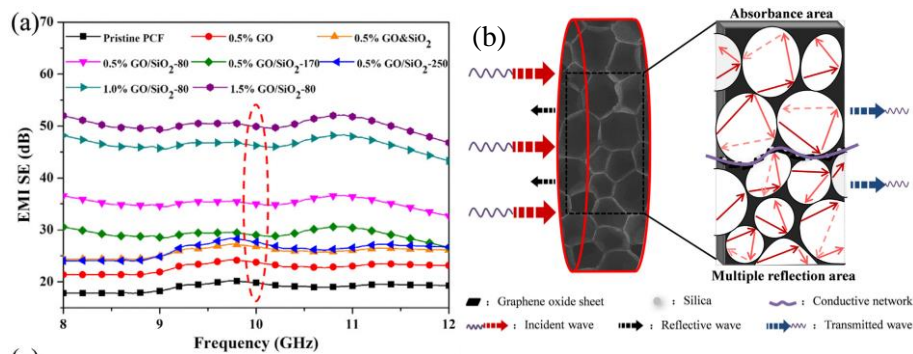 (a)
70
60
50
40
30
20
EMI SE (dB)
Pristine PCF
0.5% GO
0.5% GO&SiO₂
0.5% GO/SiO₂-80
0.5% GO/SiO₂-170
0.5% GO/SiO₂-250
1.0% GO/SiO₂-80
1.5% GO/SiO₂-80
8
9
10
11
12
Frequency (GHz)
(b)
Absorbance area
Multiple reflection area
: Graphene oxide sheet
: Silica
: Conductive network
: Incident wave
: Reflective wave
: Transmitted wave